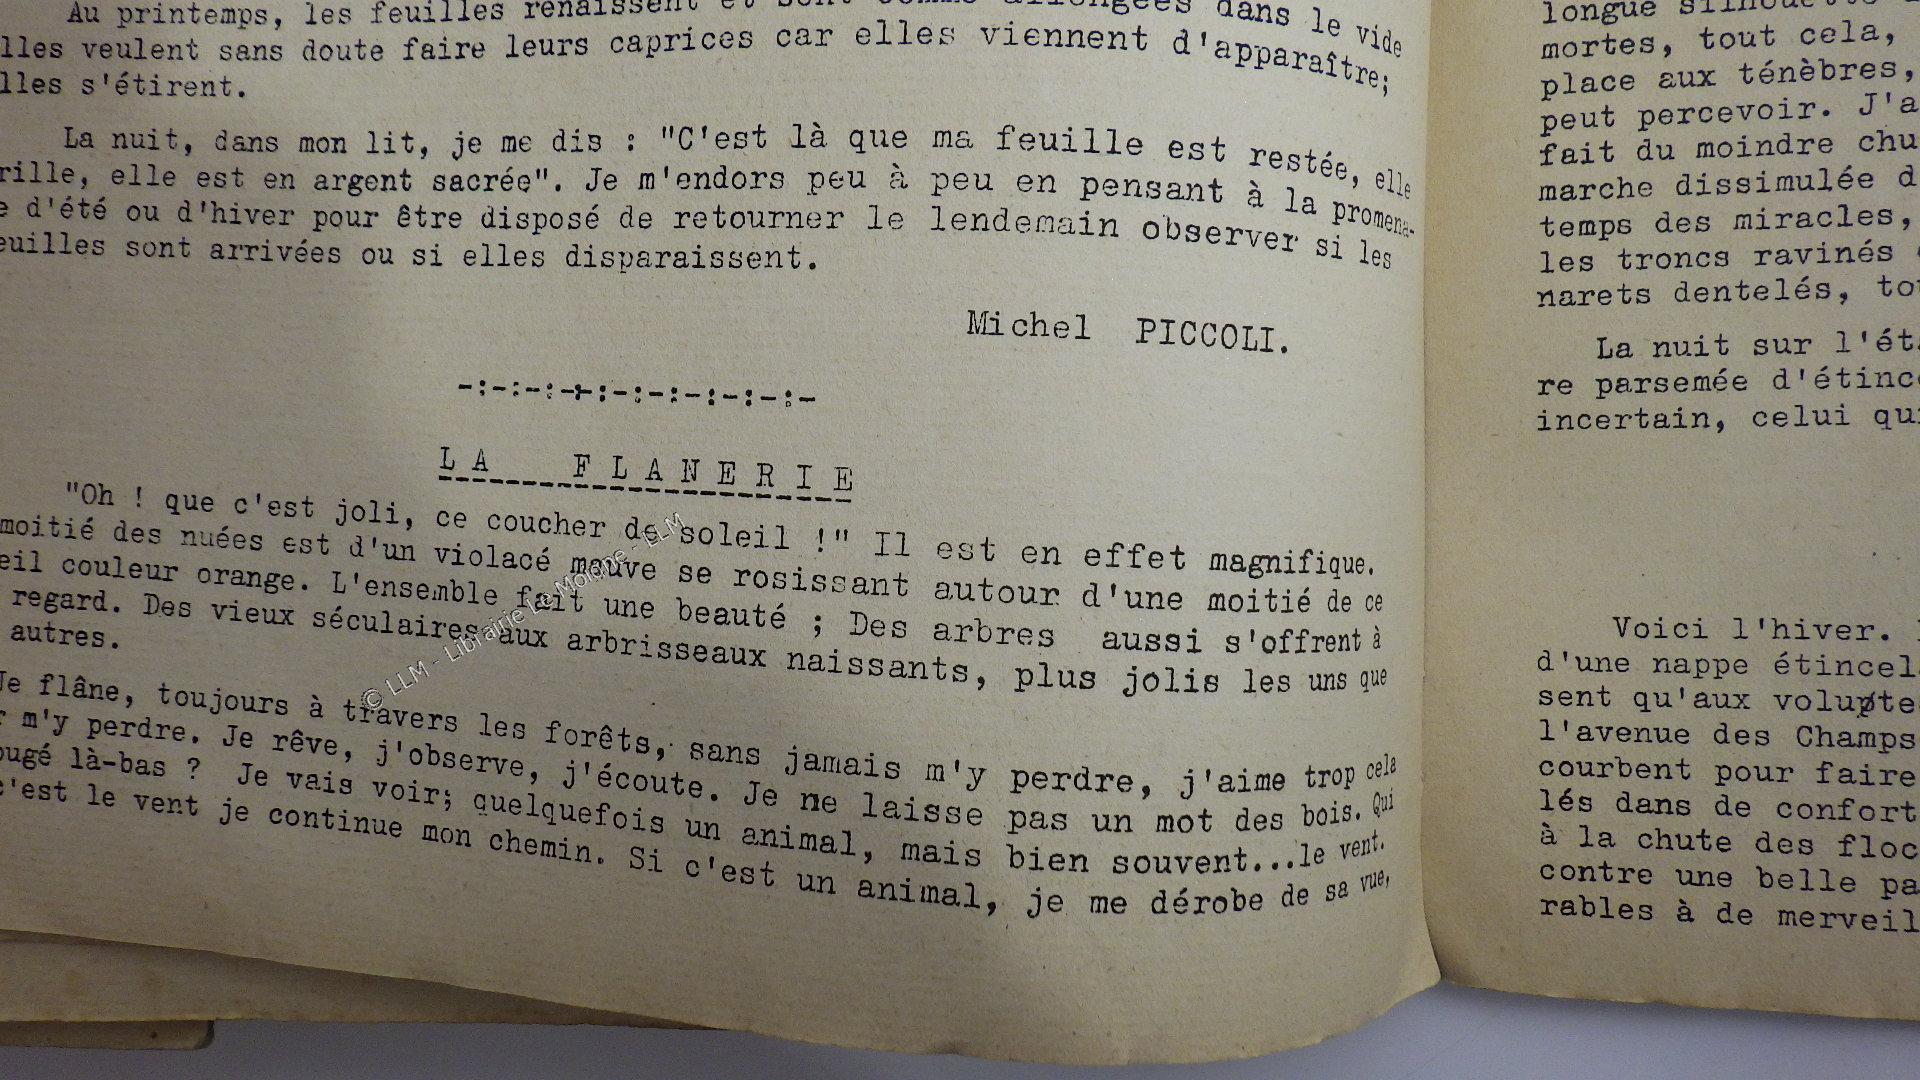 Au printemps, les feuilles renaissent et sont comme allongées dans le vide
lles veulent sans doute faire leurs caprices car elles viennent d'apparaître;
lles s'étirent.
La nuit, dans mon lit, je me dis : "C'est là que ma feuille est restée, elle
rille, elle est en argent sacrée". Je m'endors peu à peu en pensant à la promena-
e d'été ou d'hiver pour être disposé de retourner le lendemain observer si les
euilles sont arrivées ou si elles disparaissent.
Michel PICCOLI.
-:-:-:-+:-:-:-:-:-:-
LA FLANERIE
"Oh ! que c'est joli, ce coucher de soleil !" Il est en effet magnifique.
moitié des nuées est d'un violacé mauve se rosissant autour d'une moitié de ce
eil couleur orange. L'ensemble fait une beauté ; Des arbres aussi s'offrent à
regard. Des vieux séculaires aux arbrisseaux naissants, plus jolis les uns que
autres.
Je flâne, toujours à travers les forêts, sans jamais m'y perdre, j'aime trop cela
r m'y perdre. Je rêve, j'observe, j'écoute. Je ne laisse pas un mot des bois. Qui
ougé là-bas ? Je vais voir; quelquefois un animal, mais bien souvent...le vent.
c'est le vent je continue mon chemin. Si c'est un animal, je me dérobe de sa vue,
© LLM - Librairie Le Moigne - LLM
longue silhouette
mortes, tout cela,
place aux ténèbres,
peut percevoir. J'a
fait du moindre chu
marche dissimulée d
temps des miracles,
les troncs ravinés
narets dentelés, tou
La nuit sur l'éta
re parsemée d'étince
incertain, celui qui
Voici l'hiver.
d'une nappe étincel
sent qu'aux volupte
l'avenue des Champs
courbent pour faire
lés dans de confort
à la chute des floc
contre une belle pa
rables à de merveil